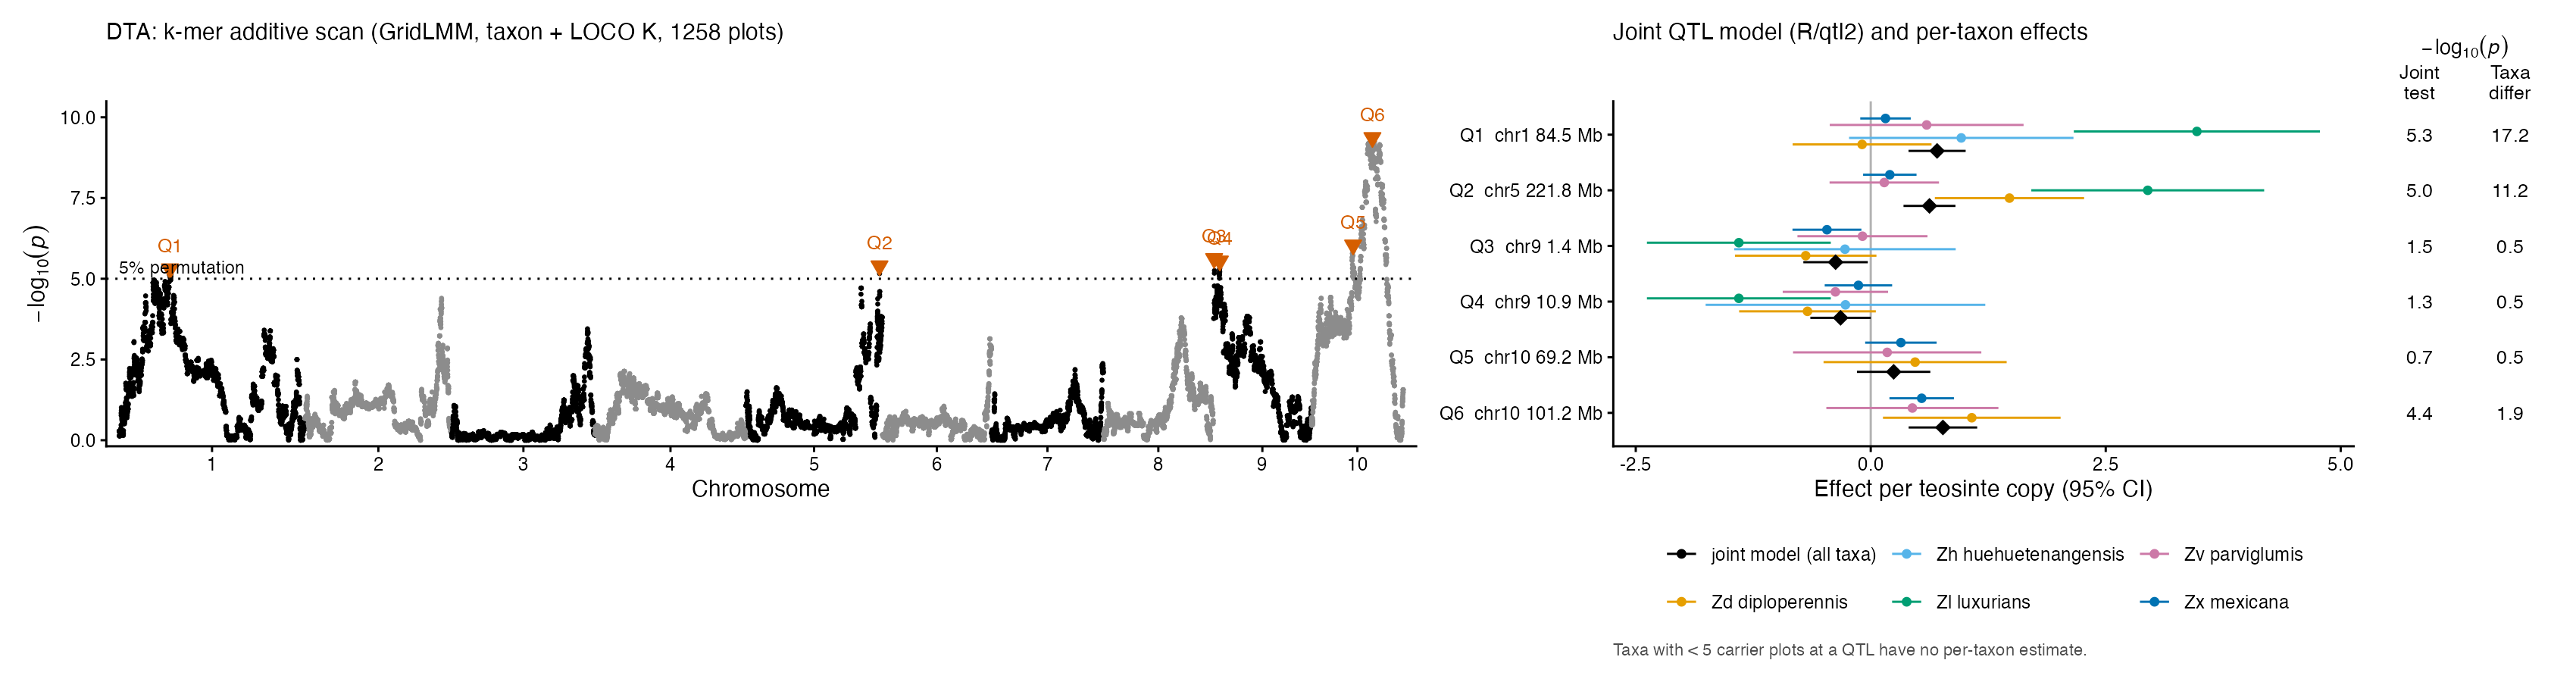 DTA: k-mer additive scan (GridLMM, taxon + LOCO K, 1258 plots)
−log10(p)
10.0
7.5
5.0
2.5
0.0
5% permutation
Q1
Q2
Q3
Q4
Q5
Q6
1 2 3 4 5 6 7 8 9 10
Chromosome
Joint QTL model (R/qtl2) and per-taxon effects
−log10(p)
Joint test
Taxa differ
Q1 chr1 84.5 Mb 5.3 17.2
Q2 chr5 221.8 Mb 5.0 11.2
Q3 chr9 1.4 Mb 1.5 0.5
Q4 chr9 10.9 Mb 1.3 0.5
Q5 chr10 69.2 Mb 0.7 0.5
Q6 chr10 101.2 Mb 4.4 1.9
-2.5 0.0 2.5 5.0
Effect per teosinte copy (95% CI)
joint model (all taxa) Zh huehuetenangensis Zv parviglumis
Zd diploperennis Zl luxurians Zx mexicana
Taxa with < 5 carrier plots at a QTL have no per-taxon estimate.